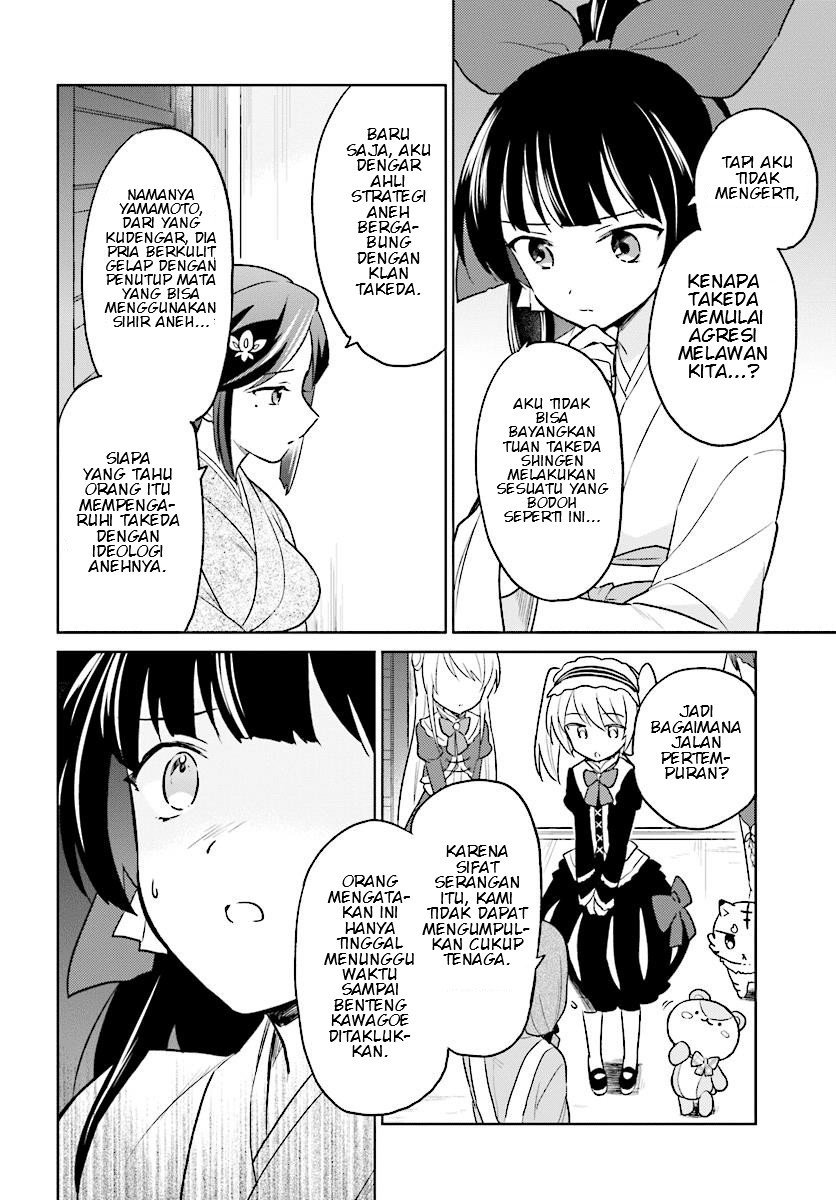 TAPI AKU
TIDAK
MENGERTI,
KENAPA
TAKEDA
MEMULAI
AGRESI
MELAWAN
KITA...?
AKU TIDAK
BISA
BAYANGKAN
TUAN TAKEDA
SHINGEN
MELAKUKAN
SESUATU YANG
BODOH
SEPERTI INI...
BARU
SAJA, AKU
DENGAR
AHLI
STRATEGI
ANEH BERGA-
BUNG
DENGAN
KLAN
TAKEDA.
NAMANYA
YAMAMOTO,
DARI YANG
KUDENGAR, DIA
PRIA BERKULIT
GELAP DENGAN
PENUTUP MATA
YANG BISA
MENGGUNAKAN
SIHIR ANEH...
SIAPA
YANG TAHU
ORANG ITU
MEMPENGA-
RUHI TAKEDA
DENGAN
IDEOLOGI
ANEHNYA.
JADI
BAGAIMANA
JALAN
PERTEM-
PURAN?
KARENA
SIFAT
SERANGAN
ITU, KAMI
TIDAK DAPAT
MENGUMPUL-
KAN CUKUP
TENAGA.
ORANG
MENGATA-
KAN INI
HANYA
TINGGAL
MENUNGGU
WAKTU
SAMPAI
BENTENG
KAWAGOE
DITAKLUK-
KAN.